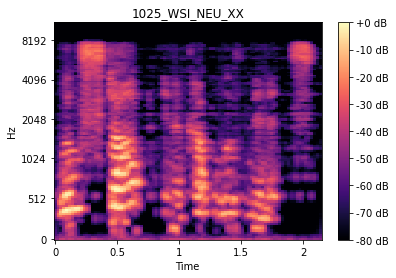 1025_WSI_NEU_XX
Hz
8192
4096
2048
1024
512
0
0
0.5
1
1.5
2
Time
+0 dB
-10 dB
-20 dB
-30 dB
-40 dB
-50 dB
-60 dB
-70 dB
-80 dB